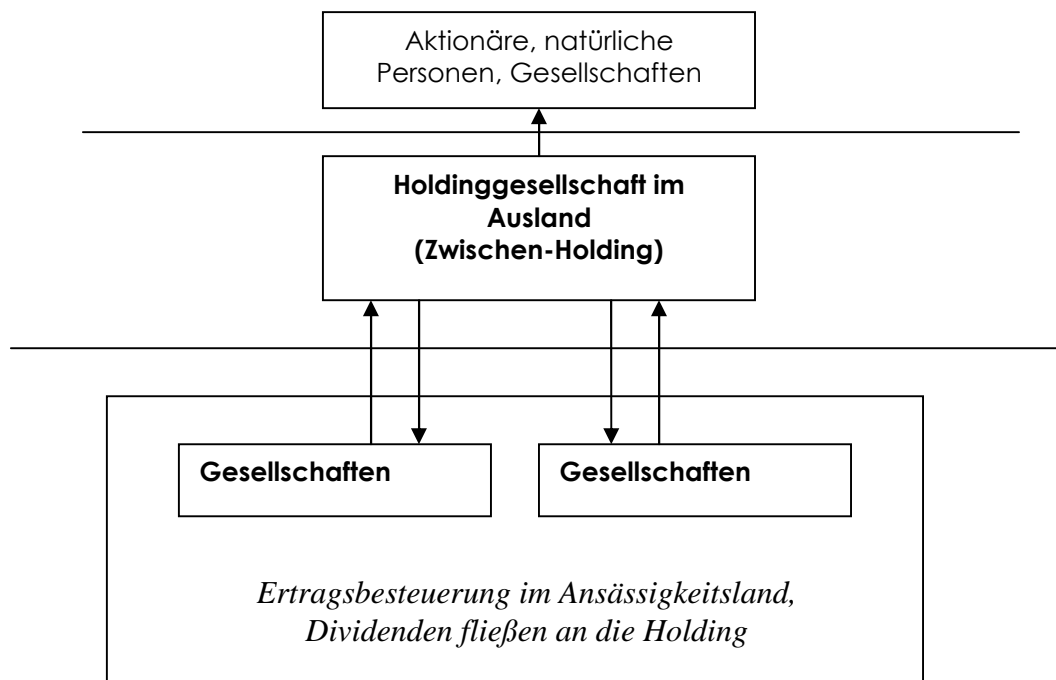 Aktionäre, natürliche
Personen, Gesellschaften
Holdinggesellschaft im
Ausland
(Zwischen-Holding)
Gesellschaften
Gesellschaften
Ertragsbesteuerung im Ansässigkeitsland,
Dividenden fließen an die Holding